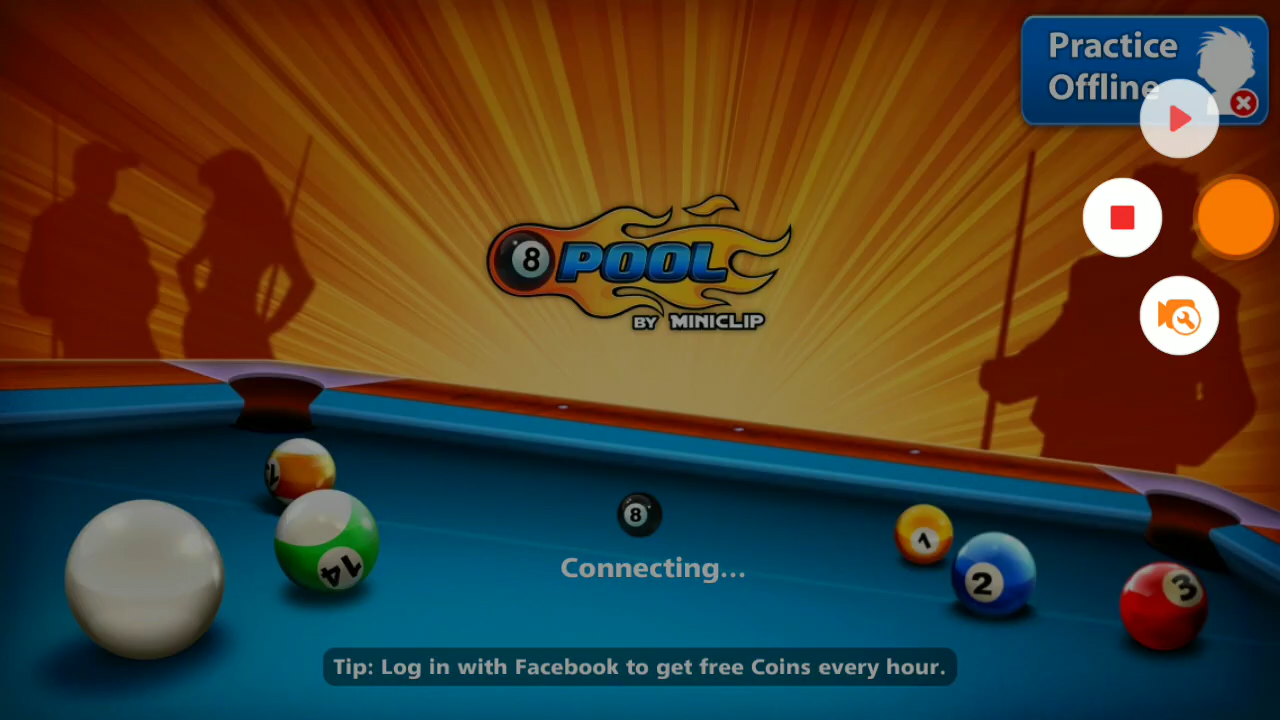 Practice
Offline
8 POOL
BY MINICLIP
8
14
1
2
3
Connecting...
Tip: Log in with Facebook to get free Coins every hour.